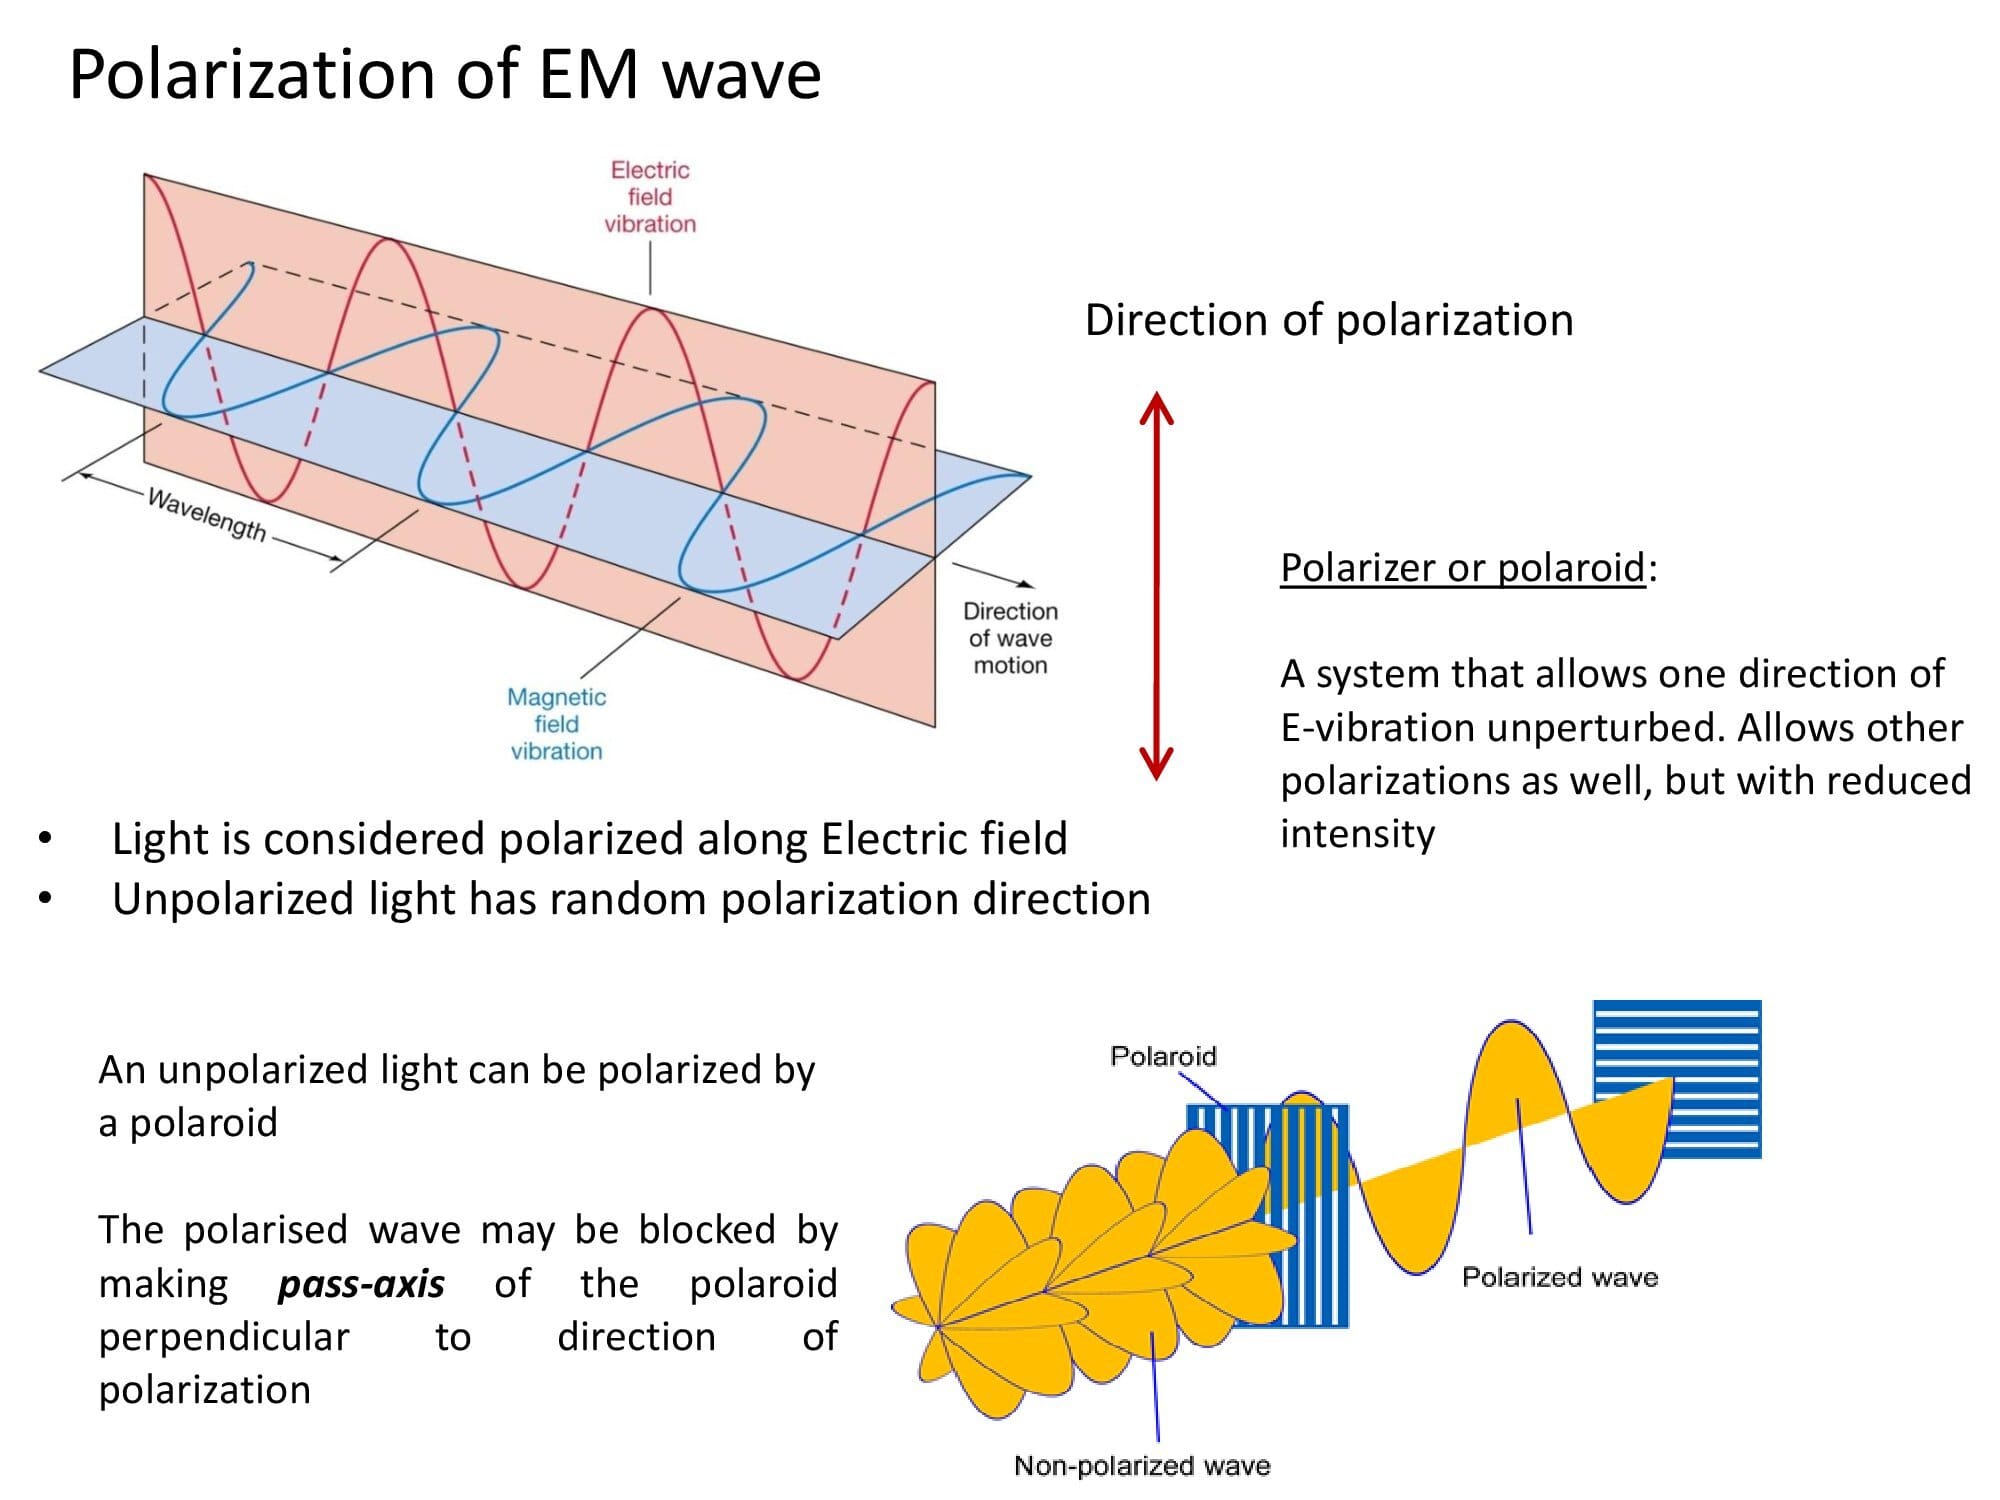 Polarization of EM wave
Electric
field
vibration
Direction of polarization
Wavelength
Direction
of wave
motion
Magnetic
field
vibration
Polarizer or polaroid:
A system that allows one direction of
E-vibration unperturbed. Allows other
polarizations as well, but with reduced
intensity
• Light is considered polarized along Electric field
• Unpolarized light has random polarization direction
An unpolarized light can be polarized by
a polaroid
The polarised wave may be blocked by
making pass-axis of the polaroid
perpendicular to direction of
polarization
Polaroid
Polarized wave
Non-polarized wave